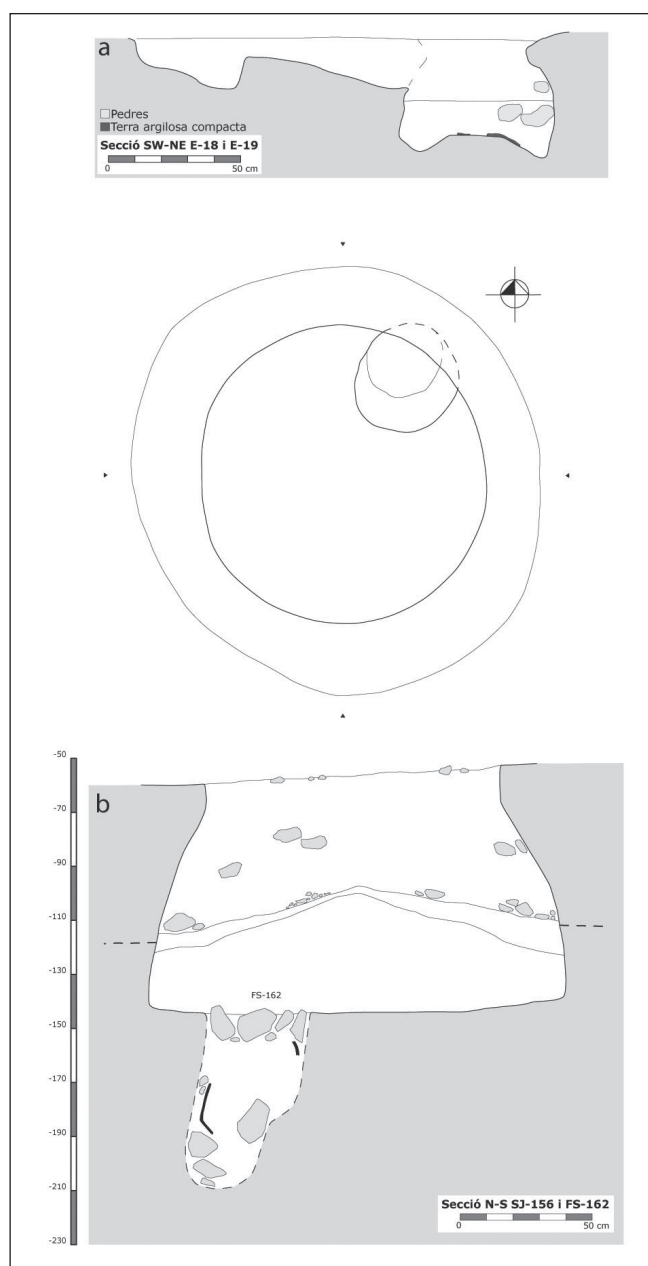 a
Pedres
Terra argilosa compacta
Secció SW-NE E-18 i E-19
0 50 cm
b
-50
-70
-90
-110
-130
-150
-170
-190
-210
-230
FS-162
Secció N-S SJ-156 i FS-162
0 50 cm